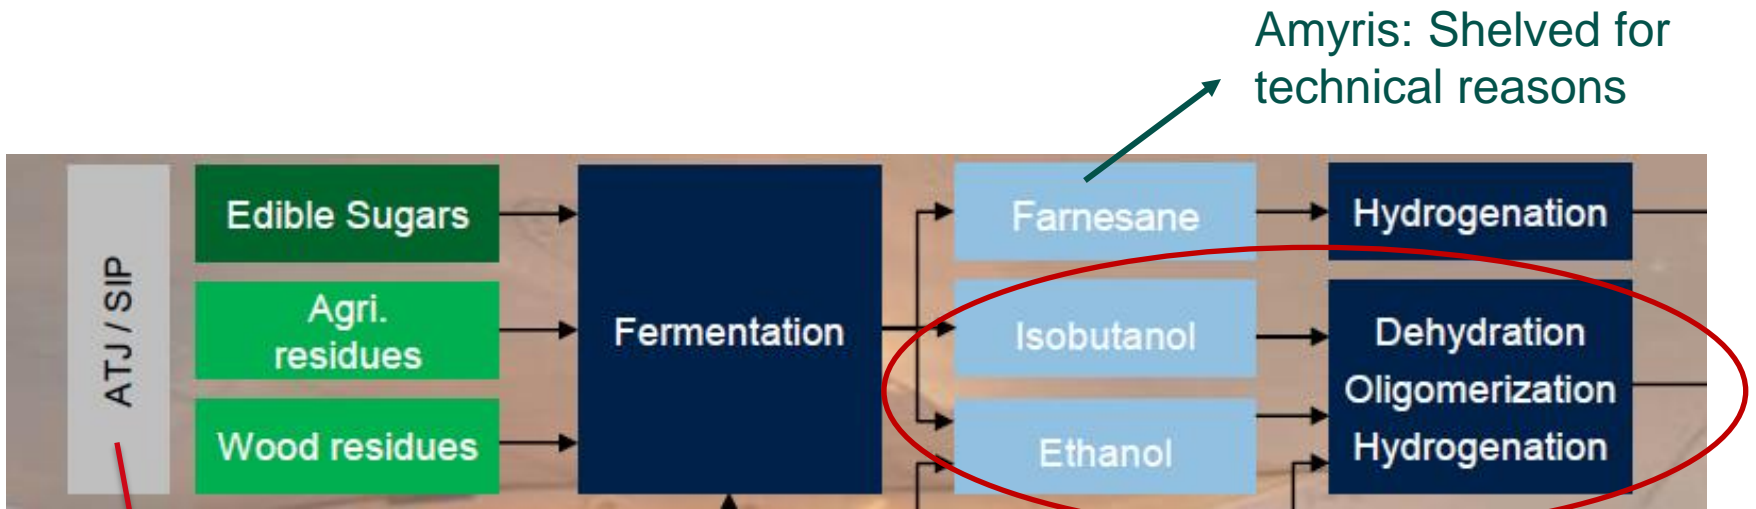 Amyris: Shelved for
technical reasons
ATJ / SIP
Edible Sugars
Agri.
residues
Wood residues
Fermentation
Farnesane
Isobutanol
Ethanol
Hydrogenation
Dehydration
Oligomerization
Hydrogenation